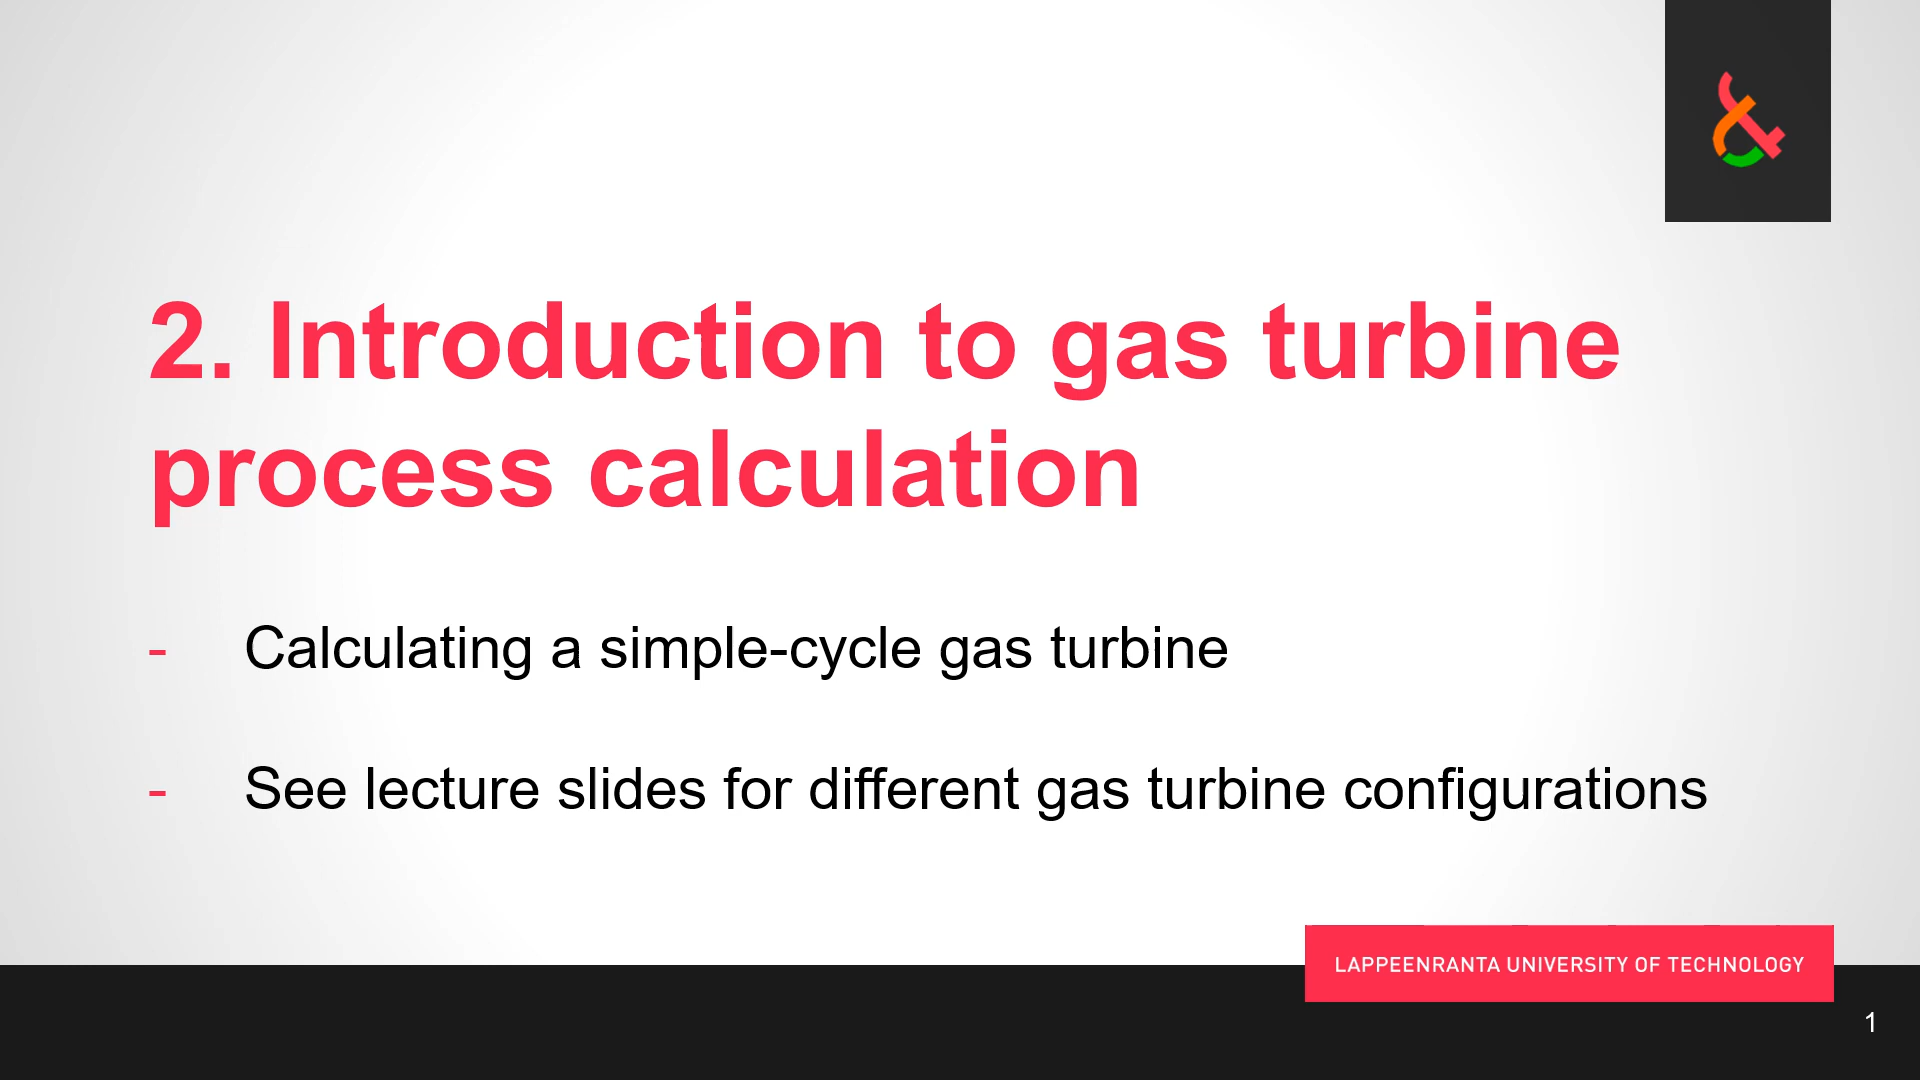 2. Introduction to gas turbine
process calculation
- Calculating a simple-cycle gas turbine
- See lecture slides for different gas turbine configurations
LAPPEENRANTA UNIVERSITY OF TECHNOLOGY
1